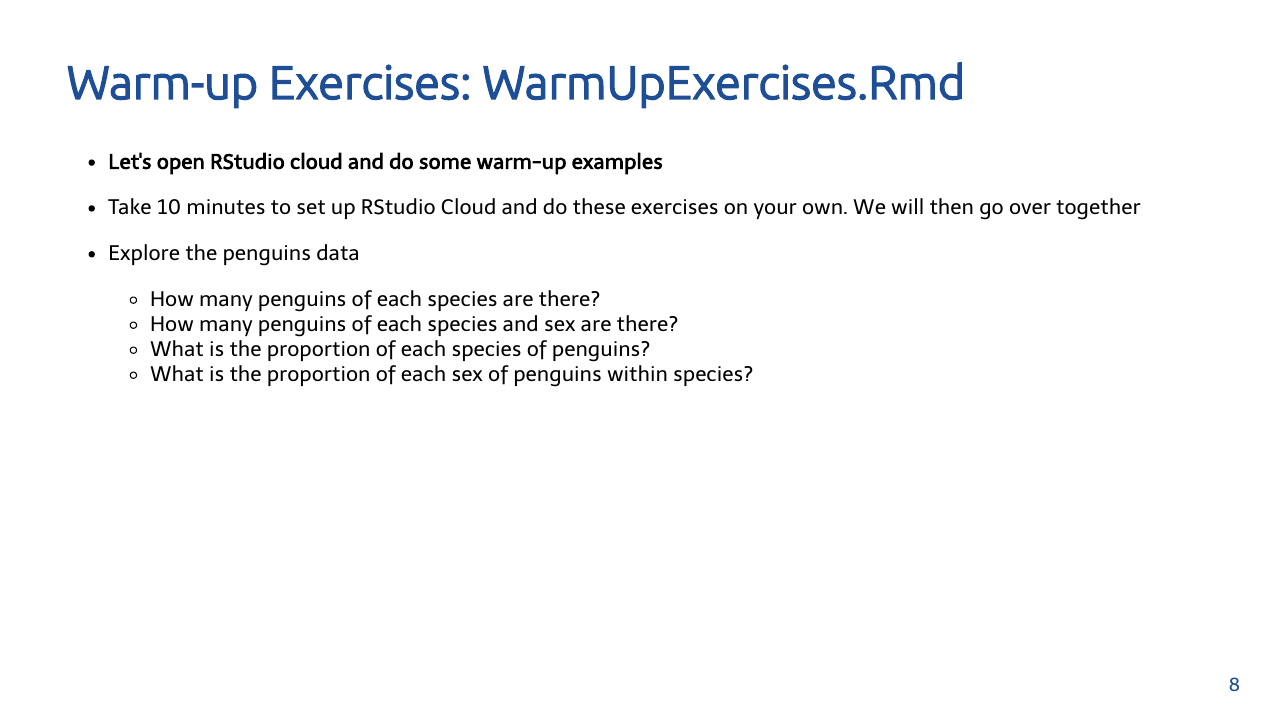 Warm-up Exercises: WarmUpExercises.Rmd
• Let's open RStudio cloud and do some warm-up examples
• Take 10 minutes to set up RStudio Cloud and do these exercises on your own. We will then go over together
• Explore the penguins data
◦ How many penguins of each species are there?
◦ How many penguins of each species and sex are there?
◦ What is the proportion of each species of penguins?
◦ What is the proportion of each sex of penguins within species?
8